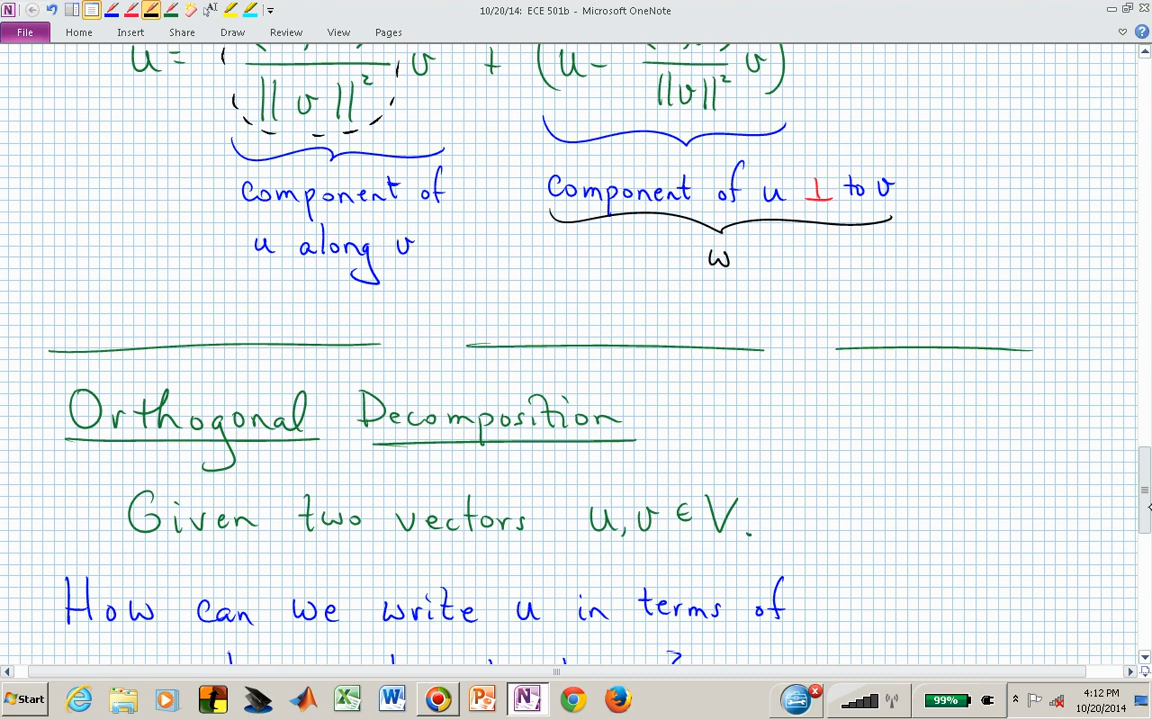 10/20/14: ECE 501b - Microsoft OneNote
File Home Insert Share Draw Review View Pages
u = v + (u - v)
||v||² ||v||²
component of
u along v
component of u ⊥ to v
w
Orthogonal Decomposition
Given two vectors u, v ∈ V.
How can we write u in terms of
?
Start 99% 4:12 PM
10/20/2014